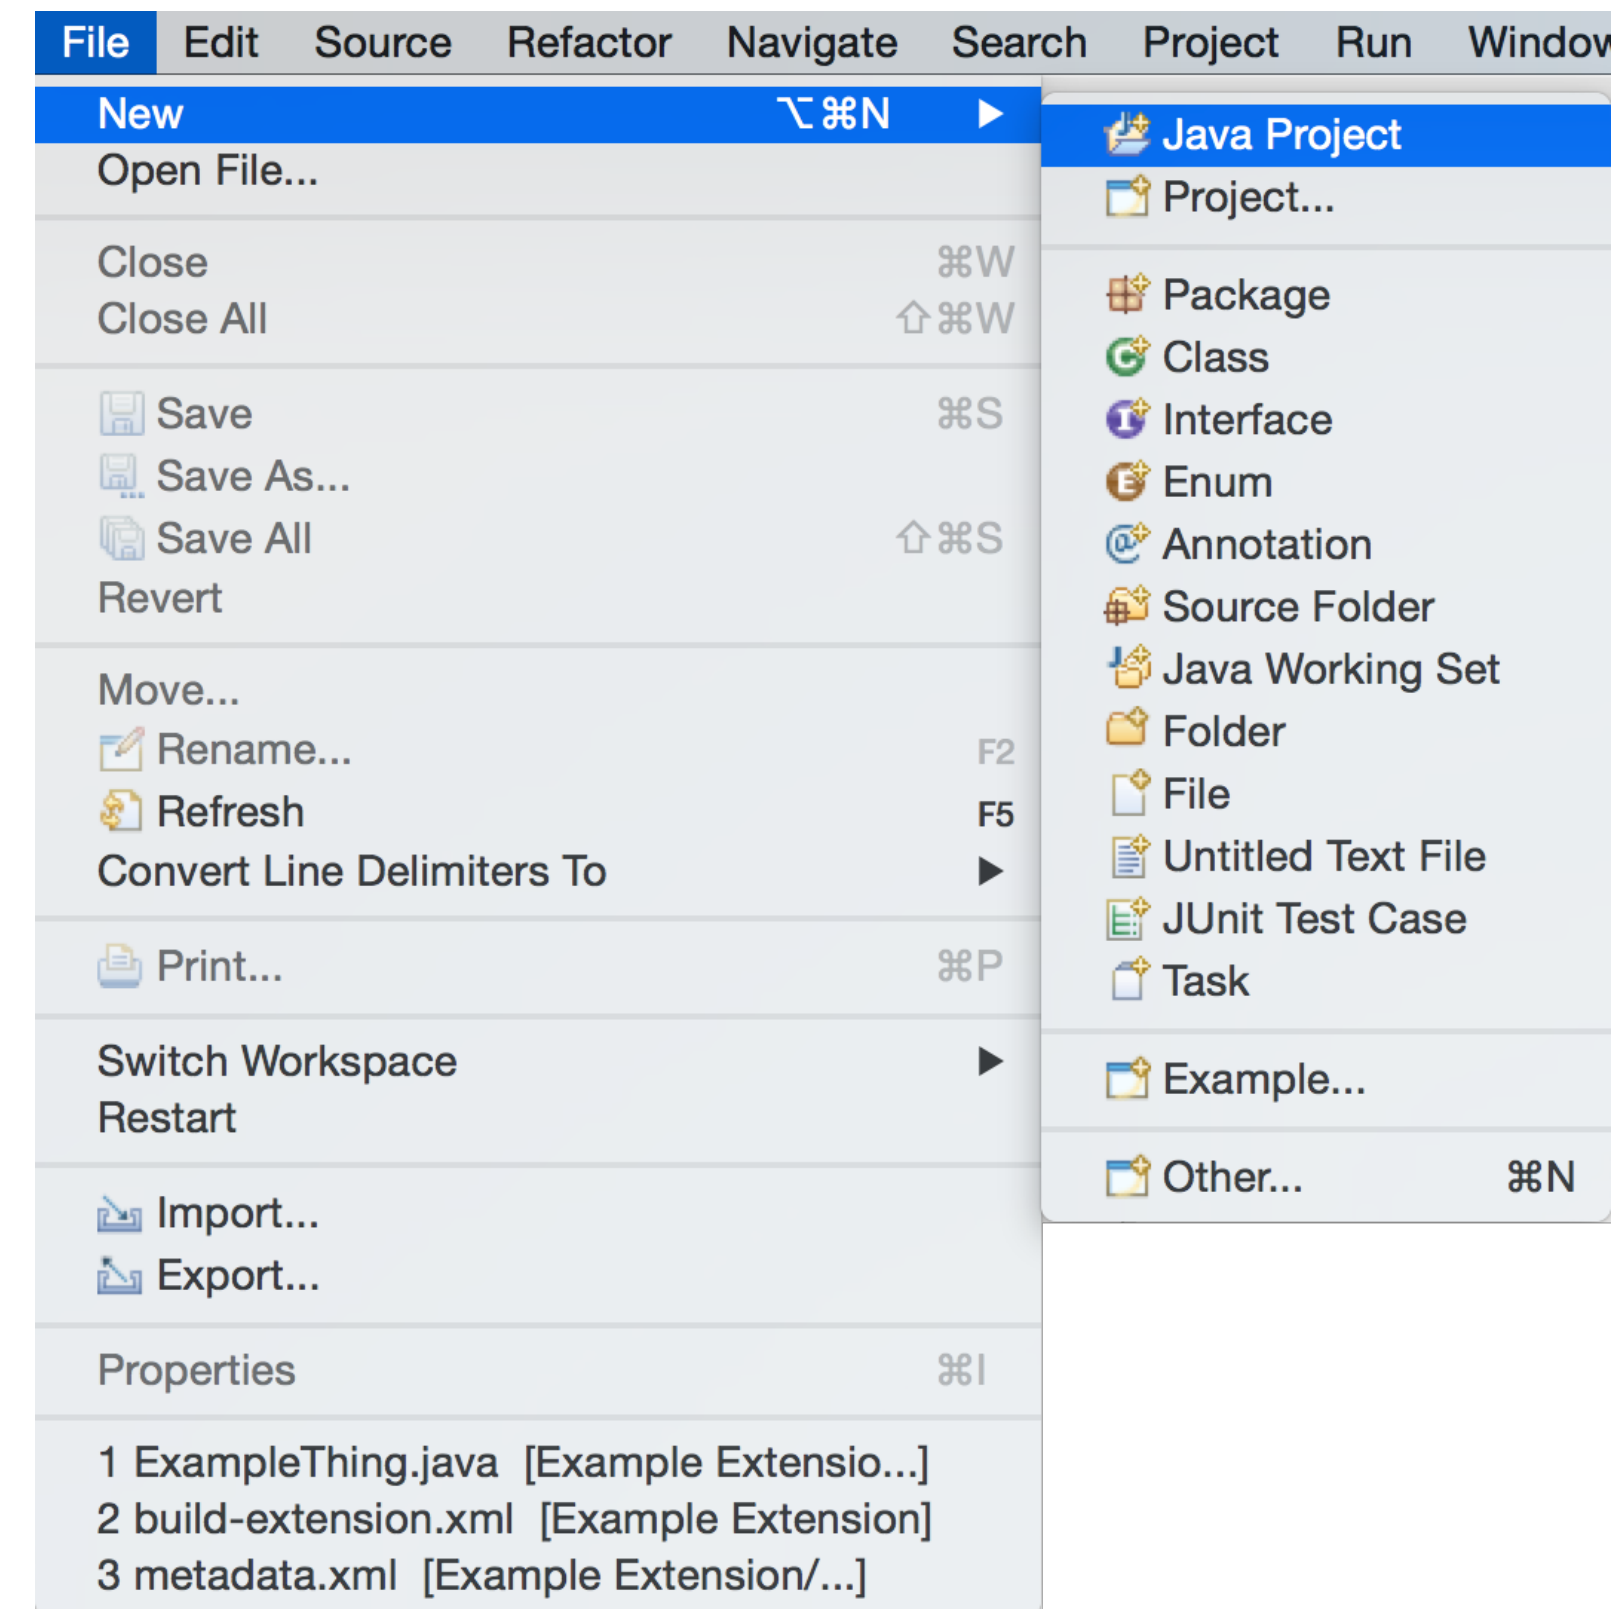 File Edit Source Refactor Navigate Search Project Run Window
New ⌥⌘N ▶
Open File...
Close ⌘W
Close All ⇧⌘W
Save ⌘S
Save As...
Save All ⇧⌘S
Revert
Move...
Rename... F2
Refresh F5
Convert Line Delimiters To ▶
Print... ⌘P
Switch Workspace ▶
Restart
Import...
Export...
Properties ⌘I
1 ExampleThing.java [Example Extensio...]
2 build-extension.xml [Example Extension]
3 metadata.xml [Example Extension/...]
Java Project
Project...
Package
Class
Interface
Enum
Annotation
Source Folder
Java Working Set
Folder
File
Untitled Text File
JUnit Test Case
Task
Example...
Other... ⌘N